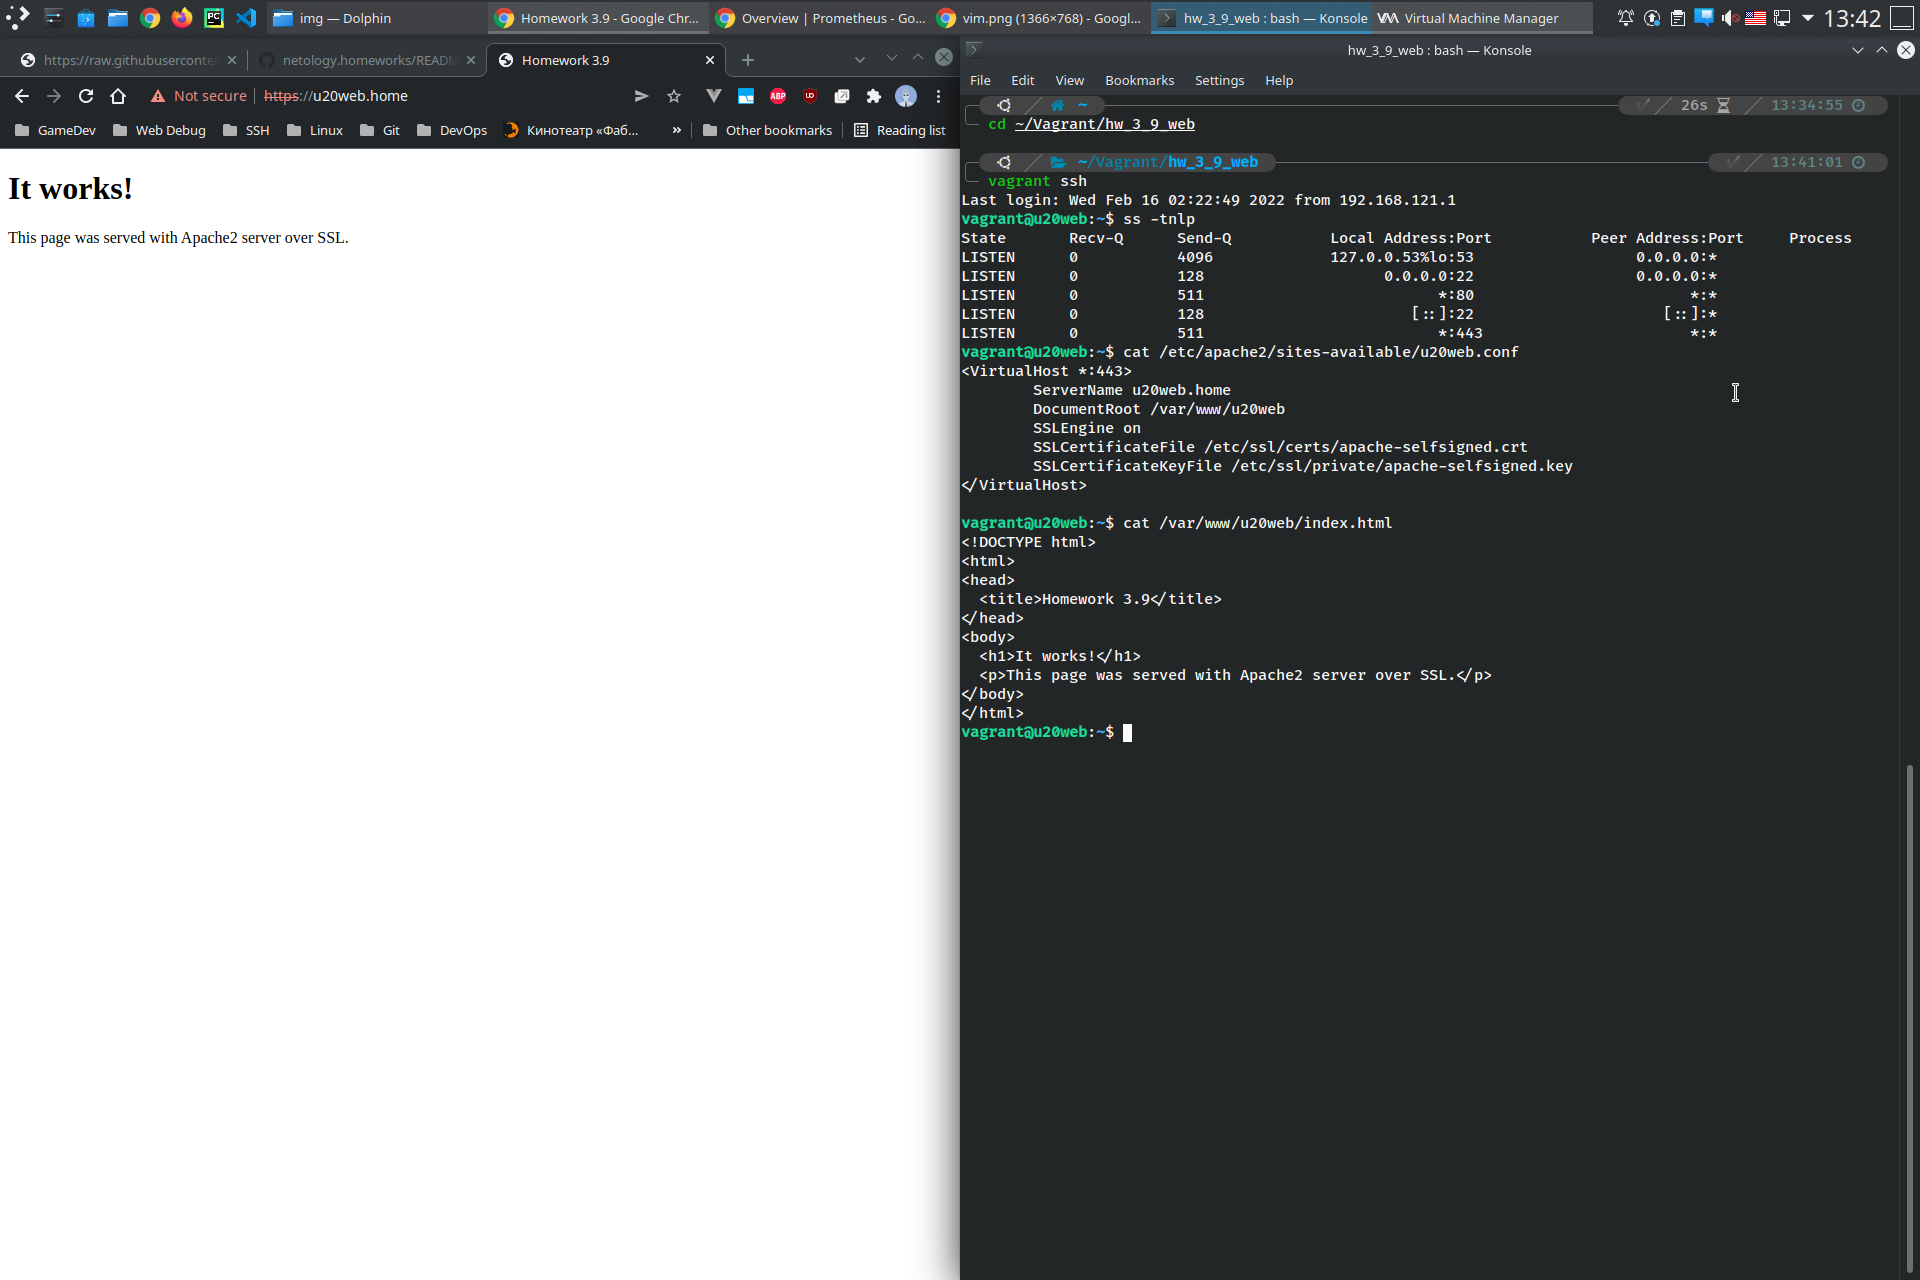 img — Dolphin
Homework 3.9 - Google Chr...
Overview | Prometheus - Go...
vim.png (1366×768) - Googl...
hw_3_9_web : bash — Konsole
Virtual Machine Manager
13:42
https://raw.githubuserconte
netology.homeworks/READM
Homework 3.9
Not secure
https://u20web.home
GameDev
Web Debug
SSH
Linux
Git
DevOps
Кинотеатр «Фаб...
»
Other bookmarks
Reading list
It works!
This page was served with Apache2 server over SSL.
hw_3_9_web : bash — Konsole
File Edit View Bookmarks Settings Help
~ 26s 13:34:55
cd ~/Vagrant/hw_3_9_web
~/Vagrant/hw_3_9_web 13:41:01
vagrant ssh
Last login: Wed Feb 16 02:22:49 2022 from 192.168.121.1
vagrant@u20web:~$ ss -tnlp
State Recv-Q Send-Q Local Address:Port Peer Address:Port Process
LISTEN 0 4096 127.0.0.53%lo:53 0.0.0.0:*
LISTEN 0 128 0.0.0.0:22 0.0.0.0:*
LISTEN 0 511 *:80 *:*
LISTEN 0 128 [::]:22 [::]:*
LISTEN 0 511 *:443 *:*
vagrant@u20web:~$ cat /etc/apache2/sites-available/u20web.conf
<VirtualHost *:443>
ServerName u20web.home
DocumentRoot /var/www/u20web
SSLEngine on
SSLCertificateFile /etc/ssl/certs/apache-selfsigned.crt
SSLCertificateKeyFile /etc/ssl/private/apache-selfsigned.key
</VirtualHost>
vagrant@u20web:~$ cat /var/www/u20web/index.html
<!DOCTYPE html>
<html>
<head>
<title>Homework 3.9</title>
</head>
<body>
<h1>It works!</h1>
<p>This page was served with Apache2 server over SSL.</p>
</body>
</html>
vagrant@u20web:~$